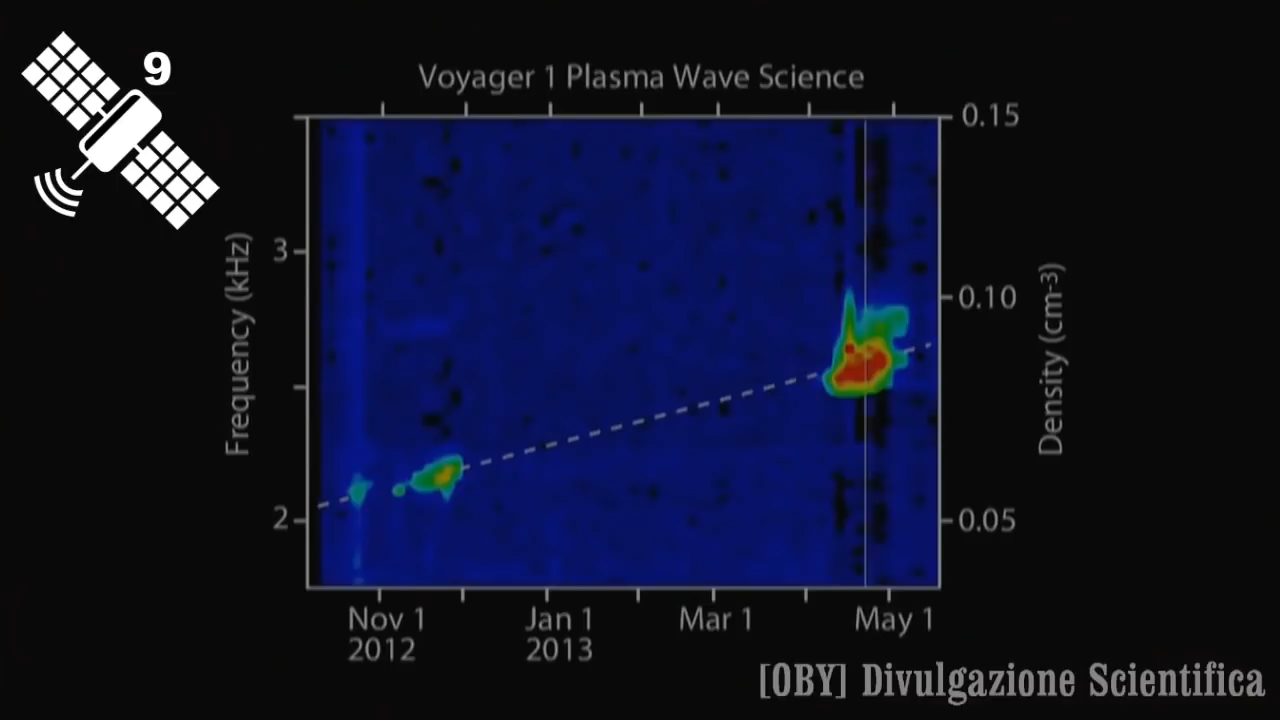 9
Voyager 1 Plasma Wave Science
0.15
3
0.10
Frequency (kHz)
Density (cm-3)
2
0.05
Nov 1
2012
Jan 1
2013
Mar 1
May 1
[OBY] Divulgazione Scientifica